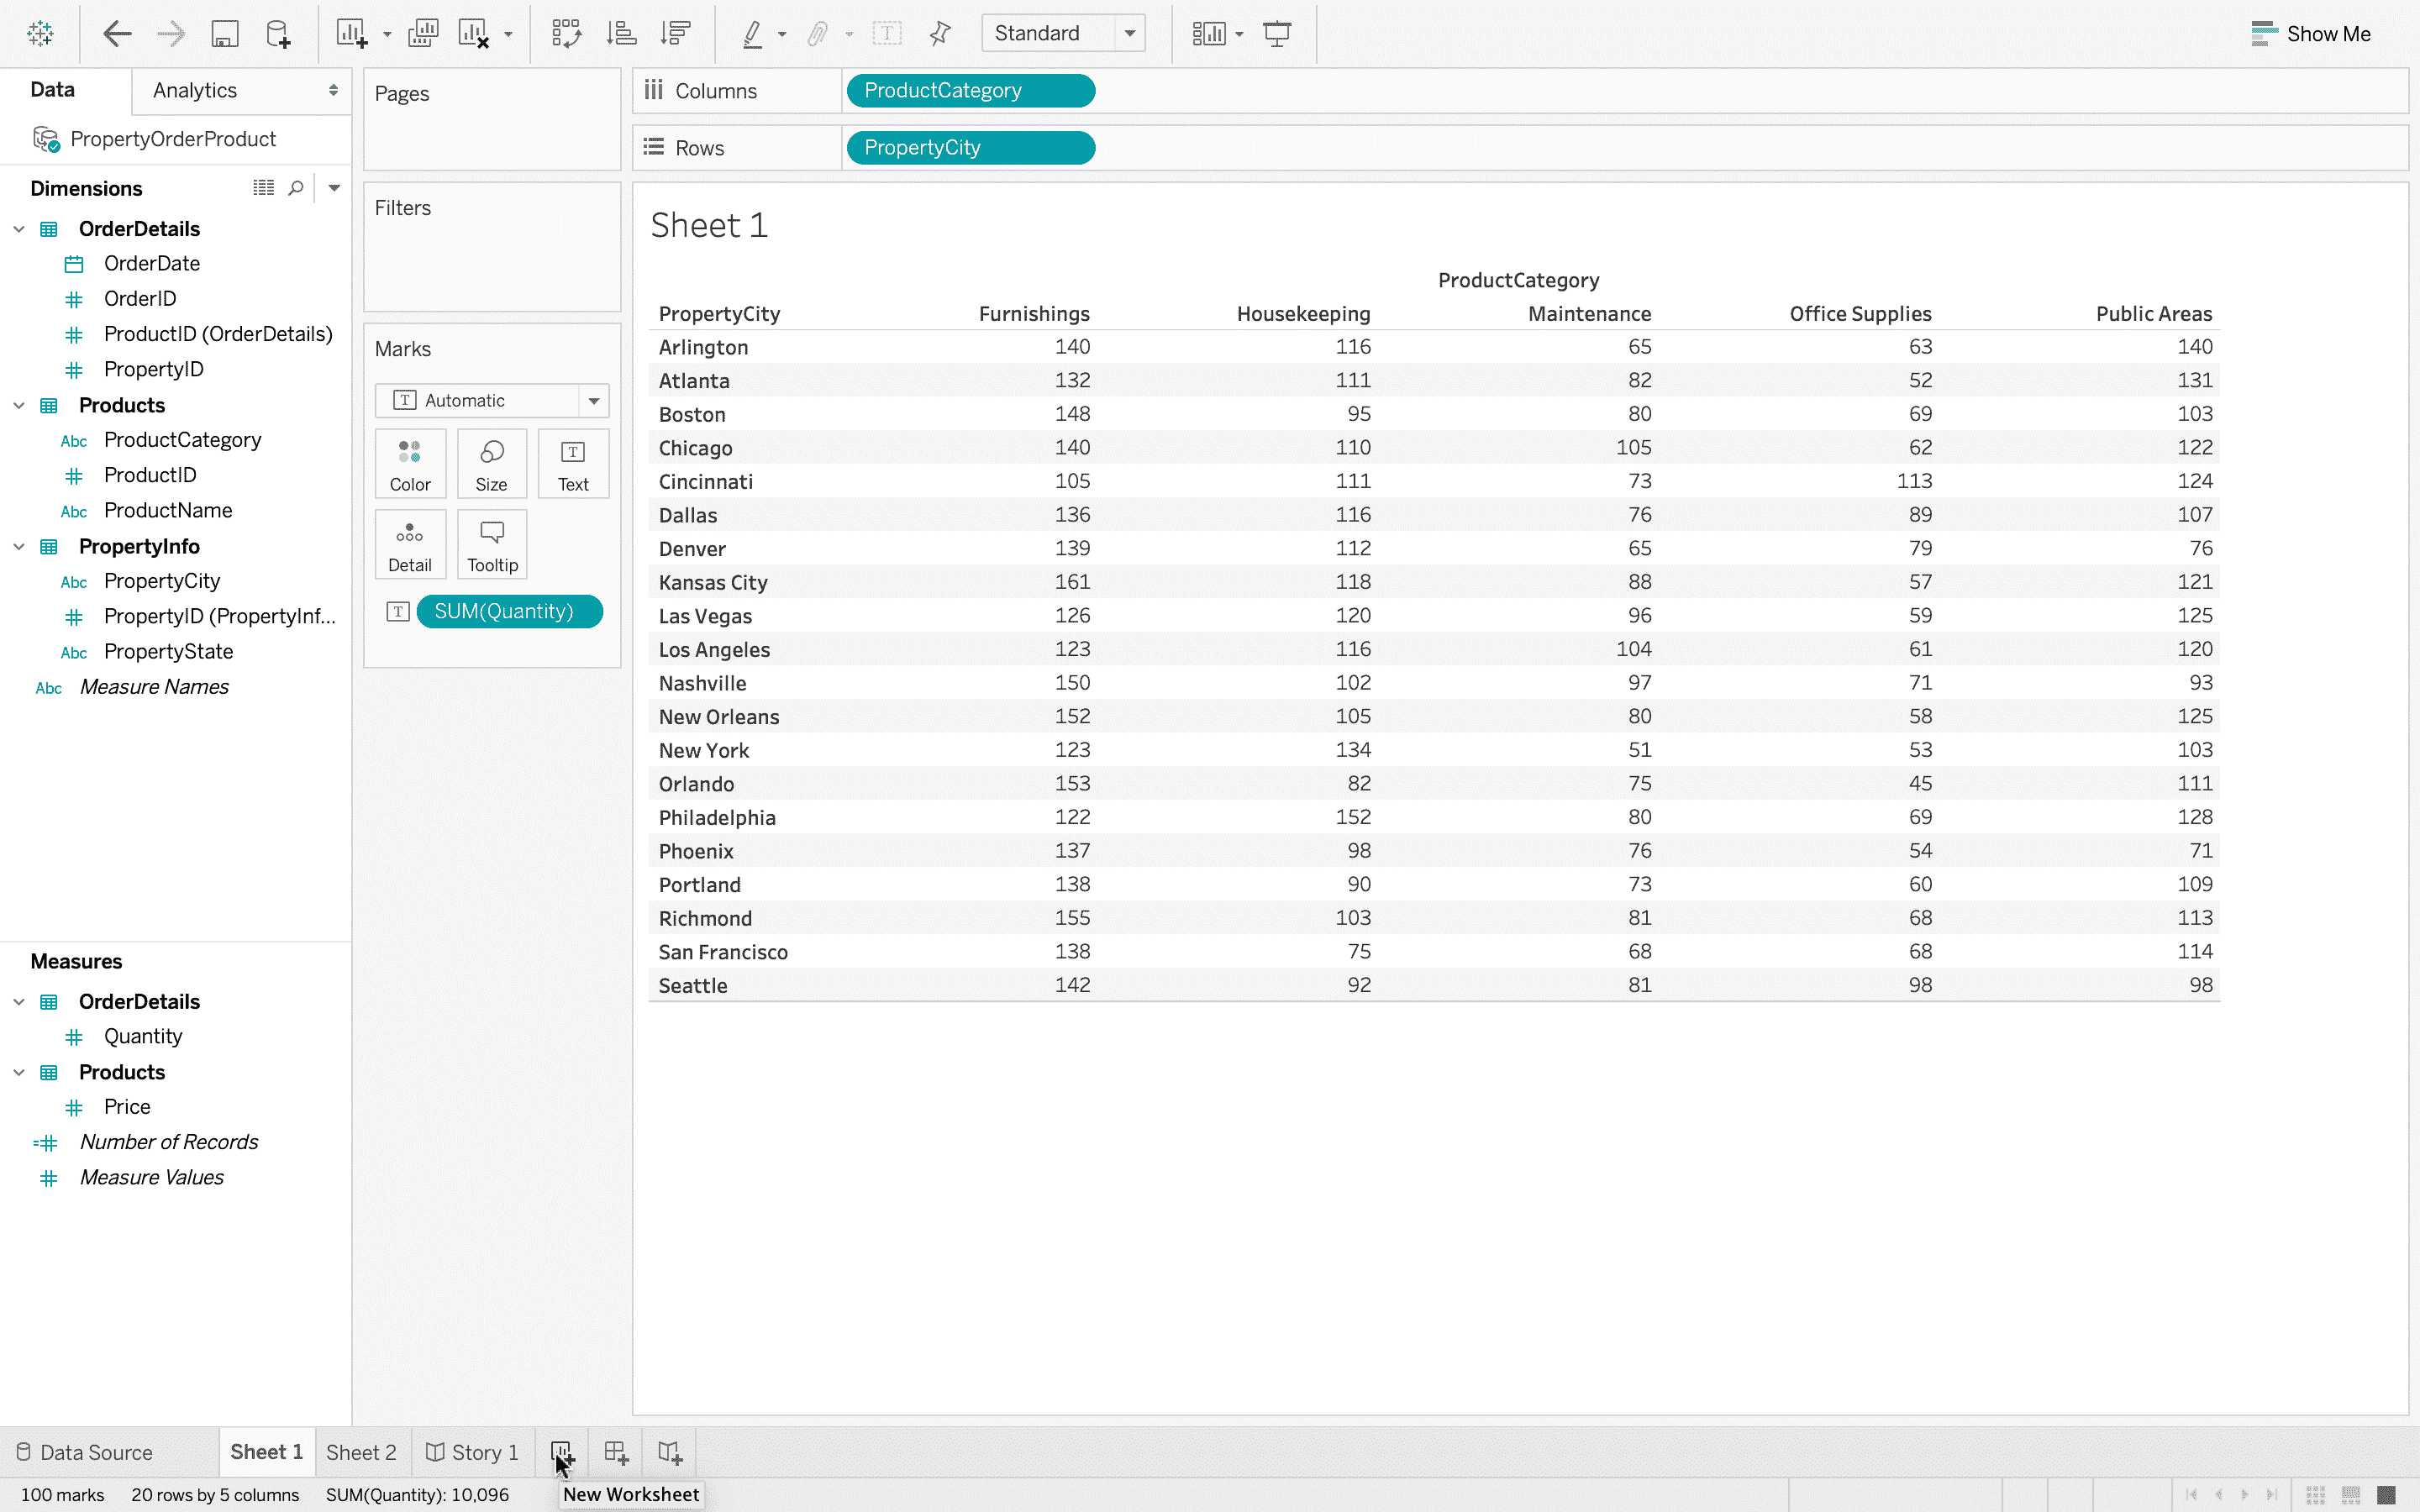 Standard
Show Me
Data
Analytics
PropertyOrderProduct
Dimensions
OrderDetails
OrderDate
OrderID
ProductID (OrderDetails)
PropertyID
Products
Abc ProductCategory
ProductID
Abc ProductName
PropertyInfo
Abc PropertyCity
PropertyID (PropertyInf...
Abc PropertyState
Abc Measure Names
Measures
OrderDetails
Quantity
Products
Price
Number of Records
Measure Values
Pages
Filters
Marks
T Automatic
Color Size T Text
Detail Tooltip
T SUM(Quantity)
Columns ProductCategory
Rows PropertyCity
Sheet 1
ProductCategory
PropertyCity Furnishings Housekeeping Maintenance Office Supplies Public Areas
Arlington 140 116 65 63 140
Atlanta 132 111 82 52 131
Boston 148 95 80 69 103
Chicago 140 110 105 62 122
Cincinnati 105 111 73 113 124
Dallas 136 116 76 89 107
Denver 139 112 65 79 76
Kansas City 161 118 88 57 121
Las Vegas 126 120 96 59 125
Los Angeles 123 116 104 61 120
Nashville 150 102 97 71 93
New Orleans 152 105 80 58 125
New York 123 134 51 53 103
Orlando 153 82 75 45 111
Philadelphia 122 152 80 69 128
Phoenix 137 98 76 54 71
Portland 138 90 73 60 109
Richmond 155 103 81 68 113
San Francisco 138 75 68 68 114
Seattle 142 92 81 98 98
Data Source Sheet 1 Sheet 2 Story 1
100 marks 20 rows by 5 columns SUM(Quantity): 10,096 New Worksheet